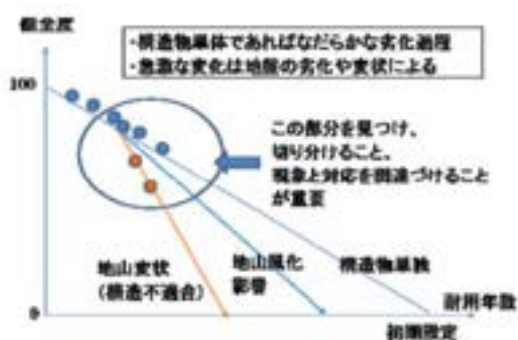 健全度
・構造物単体であればなだらかな劣化過程
・急激な変化は地盤の劣化や変状による
100
この部分を見つけ、
切り分けること、
現象と対応を関連づけること
が重要
地山変状
(構造不適合)
地山風化
影響
構造物単独
0
耐用年数
初期設定